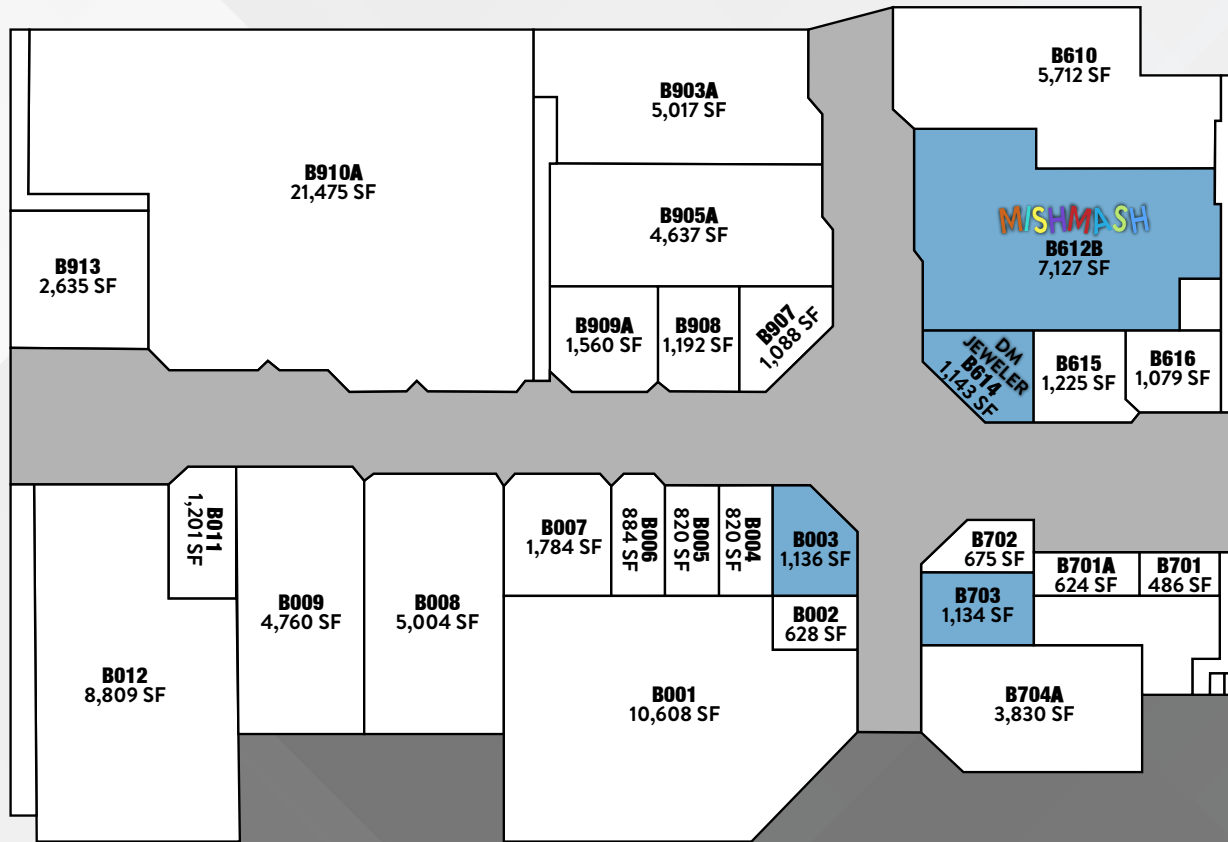 B610
5,712 SF
B903A
5,017 SF
B910A
21,475 SF
B905A
4,637 SF
MISHMASH
B612B
7,127 SF
B913
2,635 SF
B909A
1,560 SF
B908
1,192 SF
B907
1,088 SF
DM
JEWELER
B614
1,143 SF
B615
1,225 SF
B616
1,079 SF
B011
1,201 SF
B007
1,784 SF
B006
884 SF
B005
820 SF
B004
820 SF
B003
1,136 SF
B702
675 SF
B701A
624 SF
B701
486 SF
B009
4,760 SF
B008
5,004 SF
B002
628 SF
B703
1,134 SF
B012
8,809 SF
B001
10,608 SF
B704A
3,830 SF